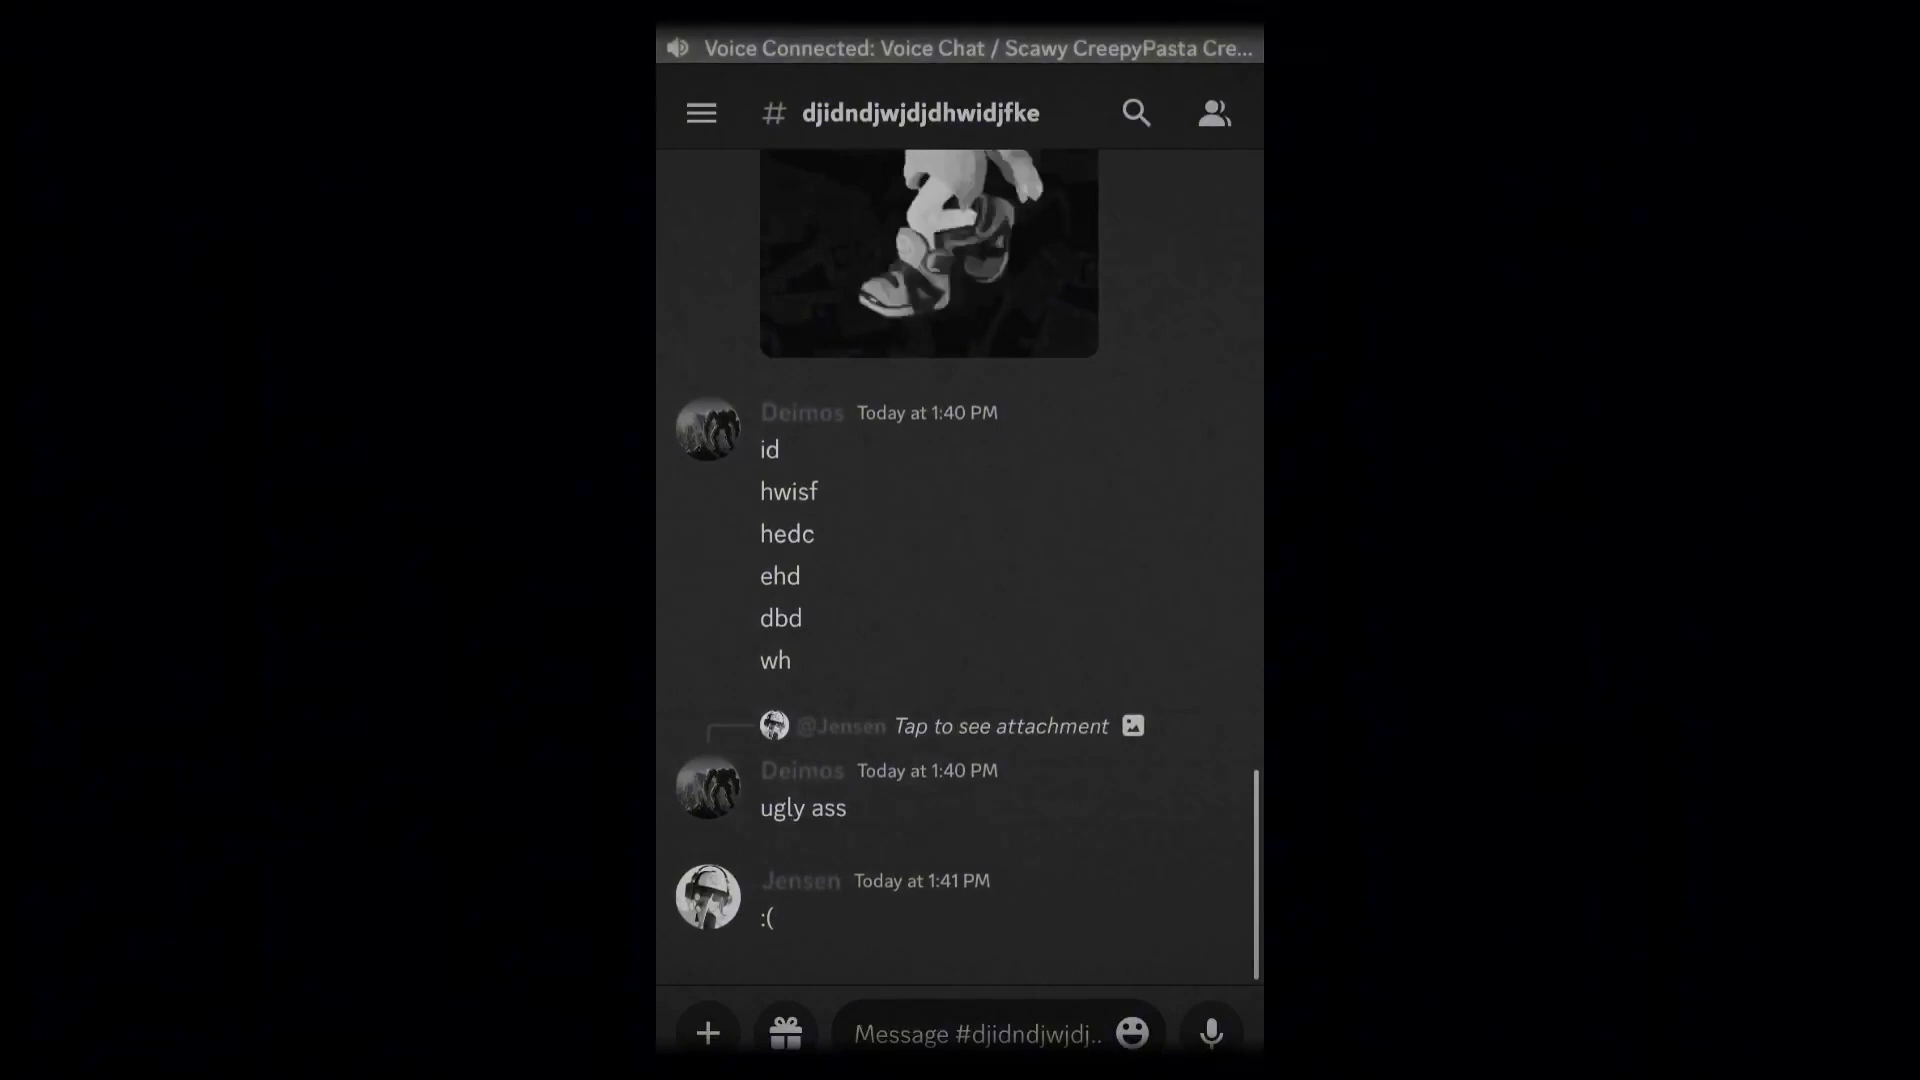 Voice Connected: Voice Chat / Scawy CreepyPasta Cre...
# djidndjwjdjdhwidjfke
Deimos Today at 1:40 PM
id
hwisf
hedc
ehd
dbd
wh
@Jensen Tap to see attachment
Deimos Today at 1:40 PM
ugly ass
Jensen Today at 1:41 PM
:(
Message #djidndjwjdj..